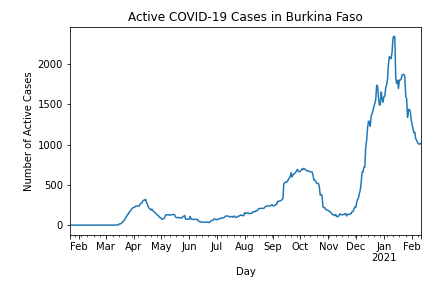 Active COVID-19 Cases in Burkina Faso
Number of Active Cases
2000
1500
1000
500
0
Feb Mar Apr May Jun Jul Aug Sep Oct Nov Dec Jan Feb
2021
Day